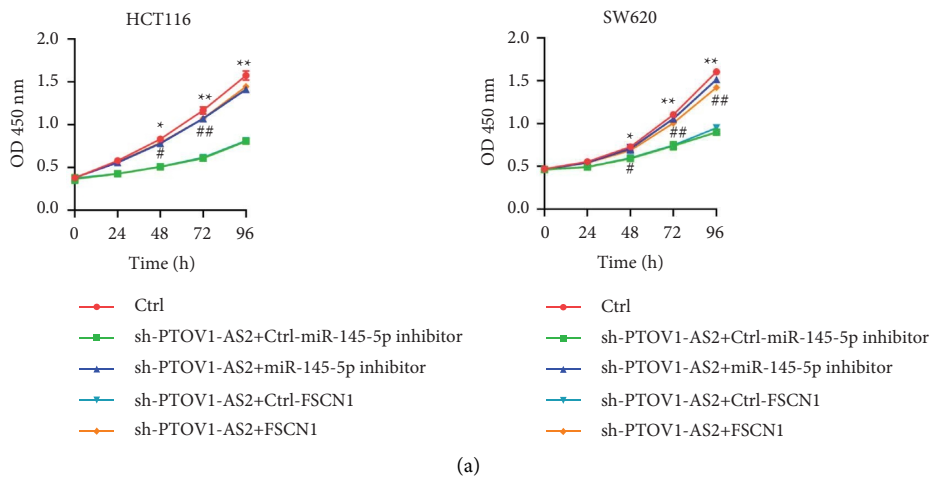 HCT116
OD 450 nm
2.0
1.5
1.0
0.5
0.0
*
#
**
##
**
0 24 48 72 96
Time (h)
Ctrl
sh-PTOV1-AS2+Ctrl-miR-145-5p inhibitor
sh-PTOV1-AS2+miR-145-5p inhibitor
sh-PTOV1-AS2+Ctrl-FSCN1
sh-PTOV1-AS2+FSCN1
SW620
OD 450 nm
2.0
1.5
1.0
0.5
0.0
*
#
**
##
**
##
0 24 48 72 96
Time (h)
Ctrl
sh-PTOV1-AS2+Ctrl-miR-145-5p inhibitor
sh-PTOV1-AS2+miR-145-5p inhibitor
sh-PTOV1-AS2+Ctrl-FSCN1
sh-PTOV1-AS2+FSCN1
(a)